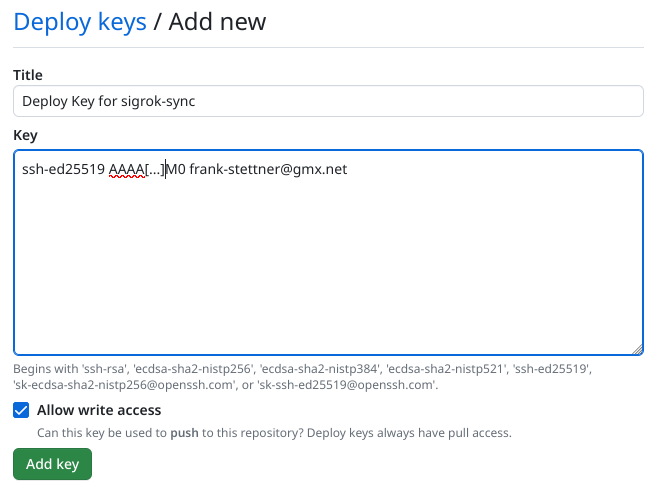 Deploy keys / Add new
Title
Deploy Key for sigrok-sync
Key
ssh-ed25519 AAAA[...]M0 frank-stettner@gmx.net
Begins with 'ssh-rsa', 'ecdsa-sha2-nistp256', 'ecdsa-sha2-nistp384', 'ecdsa-sha2-nistp521', 'ssh-ed25519',
'sk-ecdsa-sha2-nistp256@openssh.com', or 'sk-ssh-ed25519@openssh.com'.
Allow write access
Can this key be used to push to this repository? Deploy keys always have pull access.
Add key